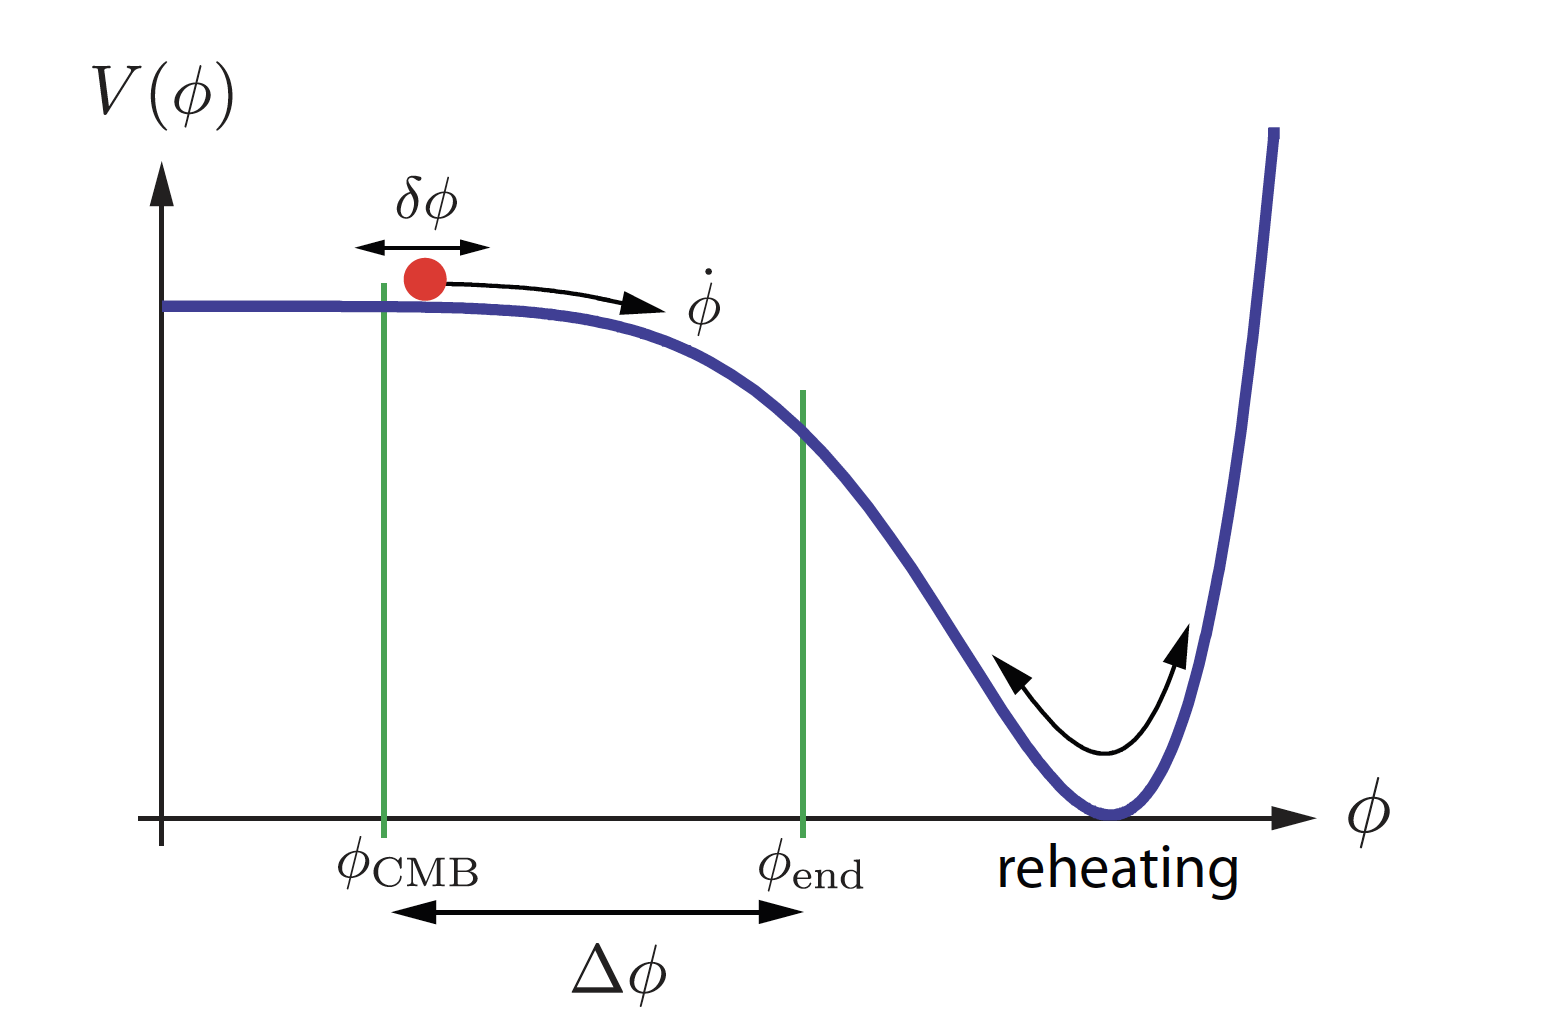 V(ϕ)
δϕ
ϕ̇
ϕ
ϕ_CMB
ϕ_end
reheating
Δϕ